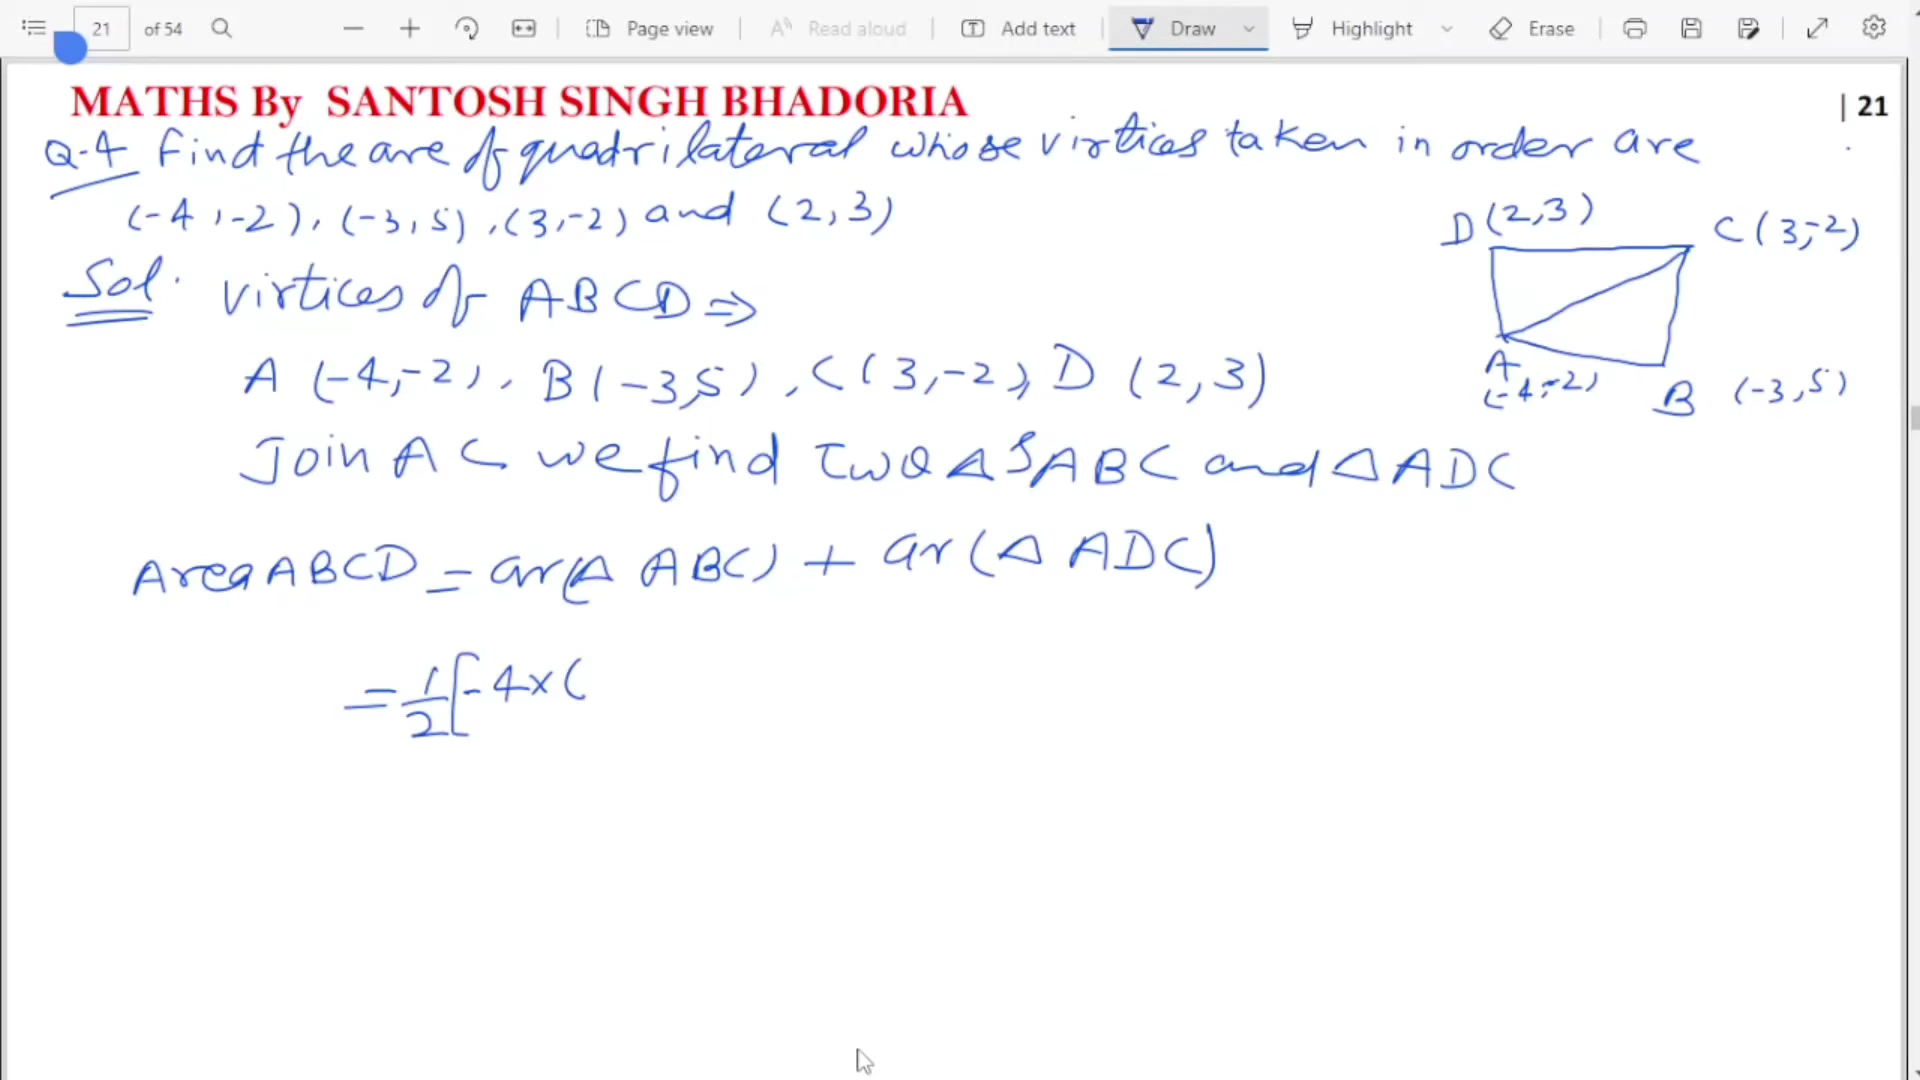 21 of 54 Page view Read aloud Add text Draw Highlight Erase
MATHS By SANTOSH SINGH BHADORIA | 21
Q.4 Find the are of quadrilateral whose virtices taken in order are
(-4,-2), (-3,5), (3,-2) and (2,3)
D (2,3) C (3,-2)
Sol. virtices of ABCD ⇒
A (-4,-2), B(-3,5), C(3,-2), D (2,3)
A (-4,-2) B (-3,5)
Join AC we find two Δs ABC and Δ ADC
Area ABCD = ar(Δ ABC) + ar(Δ ADC)
= 1/2 [-4×(